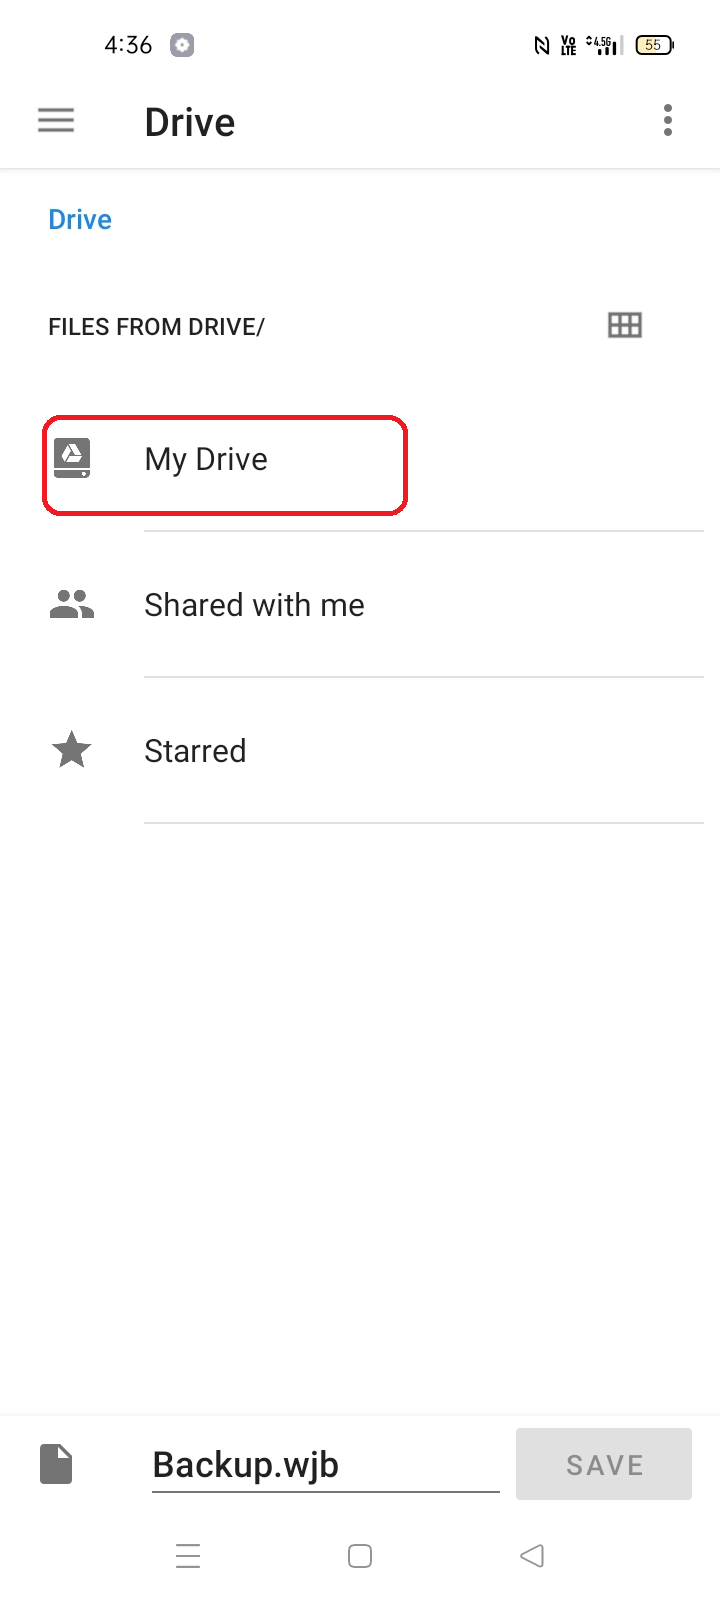 4:36
Vo LTE 4.5G 55
Drive
Drive
FILES FROM DRIVE/
My Drive
Shared with me
Starred
Backup.wjb
SAVE